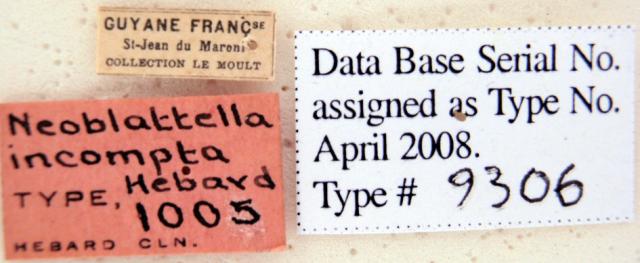 GUYANE FRANÇSE
St-Jean du Maroni
COLLECTION LE MOULT
Neoblattella
incompta
TYPE, Hebard
1005
HEBARD CLN.
Data Base Serial No.
assigned as Type No.
April 2008.
Type # 9306